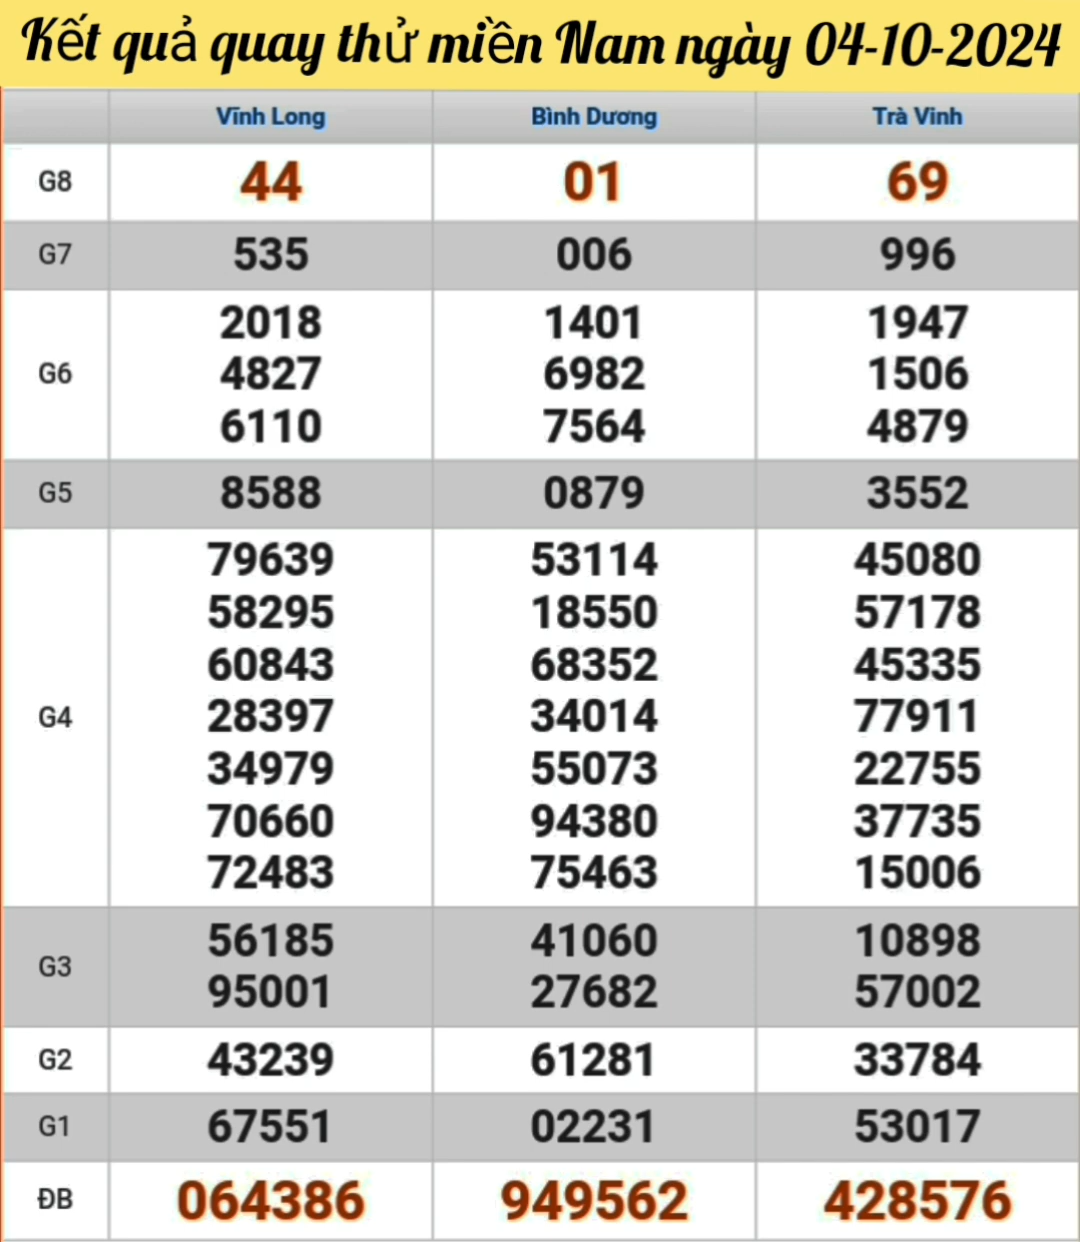 Kết quả quay thử miền Nam ngày 04-10-2024
Vĩnh Long Bình Dương Trà Vinh
G8 44 01 69
G7 535 006 996
2018 1401 1947
G6 4827 6982 1506
6110 7564 4879
G5 8588 0879 3552
79639 53114 45080
58295 18550 57178
60843 68352 45335
G4 28397 34014 77911
34979 55073 22755
70660 94380 37735
72483 75463 15006
G3 56185 41060 10898
95001 27682 57002
G2 43239 61281 33784
G1 67551 02231 53017
ĐB 064386 949562 428576